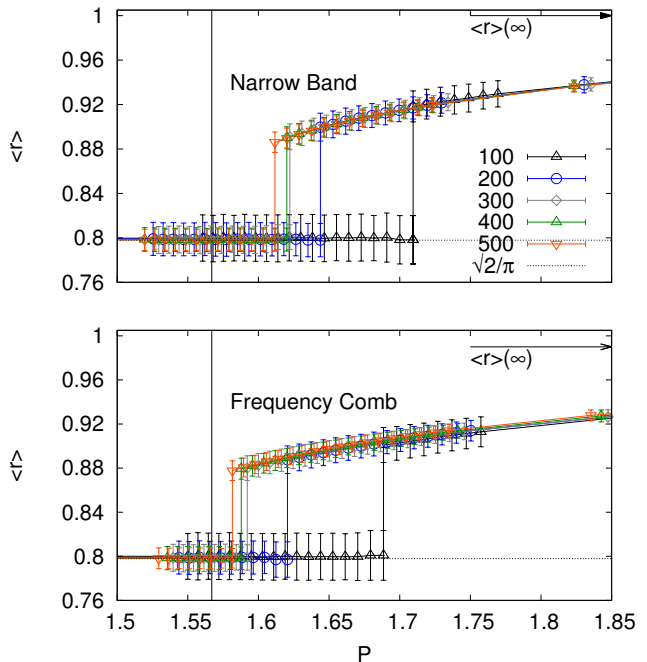 1
0.96
0.92
0.88
0.84
0.8
0.76
<r>
<r>(∞)
Narrow Band
100
200
300
400
500
√2/π
1
0.96
0.92
0.88
0.84
0.8
0.76
<r>
<r>(∞)
Frequency Comb
1.5 1.55 1.6 1.65 1.7 1.75 1.8 1.85
P